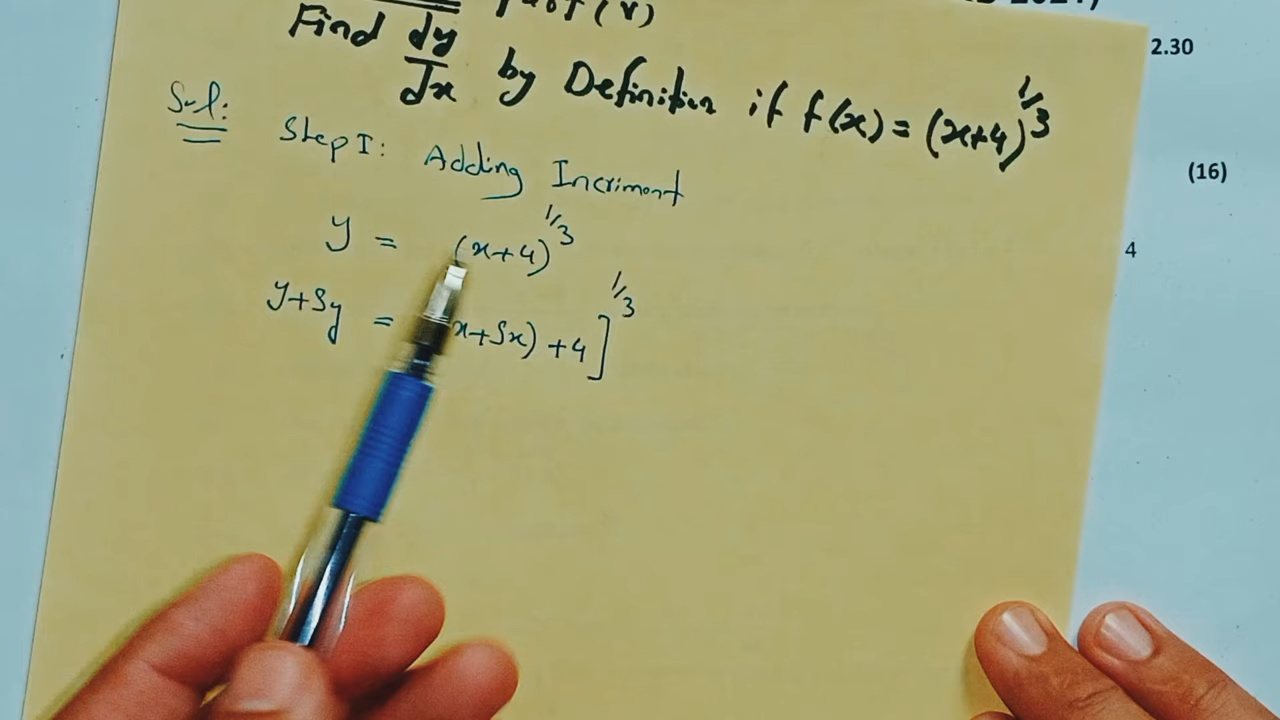 Find dy/dx by Definition if f(x) = (x+4)^1/3
2.30
Sol:
Step I: Adding Incriment
(16)
y = (x+4)^1/3
4
y+δy = x+δx) + 4]^1/3